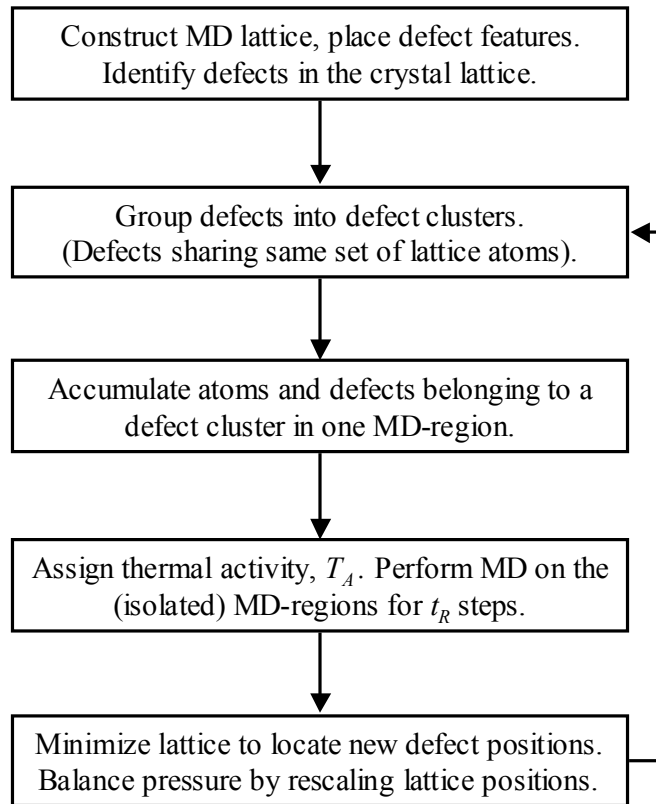 Construct MD lattice, place defect features.
Identify defects in the crystal lattice.
Group defects into defect clusters.
(Defects sharing same set of lattice atoms).
Accumulate atoms and defects belonging to a
defect cluster in one MD-region.
Assign thermal activity, T_A. Perform MD on the
(isolated) MD-regions for t_R steps.
Minimize lattice to locate new defect positions.
Balance pressure by rescaling lattice positions.